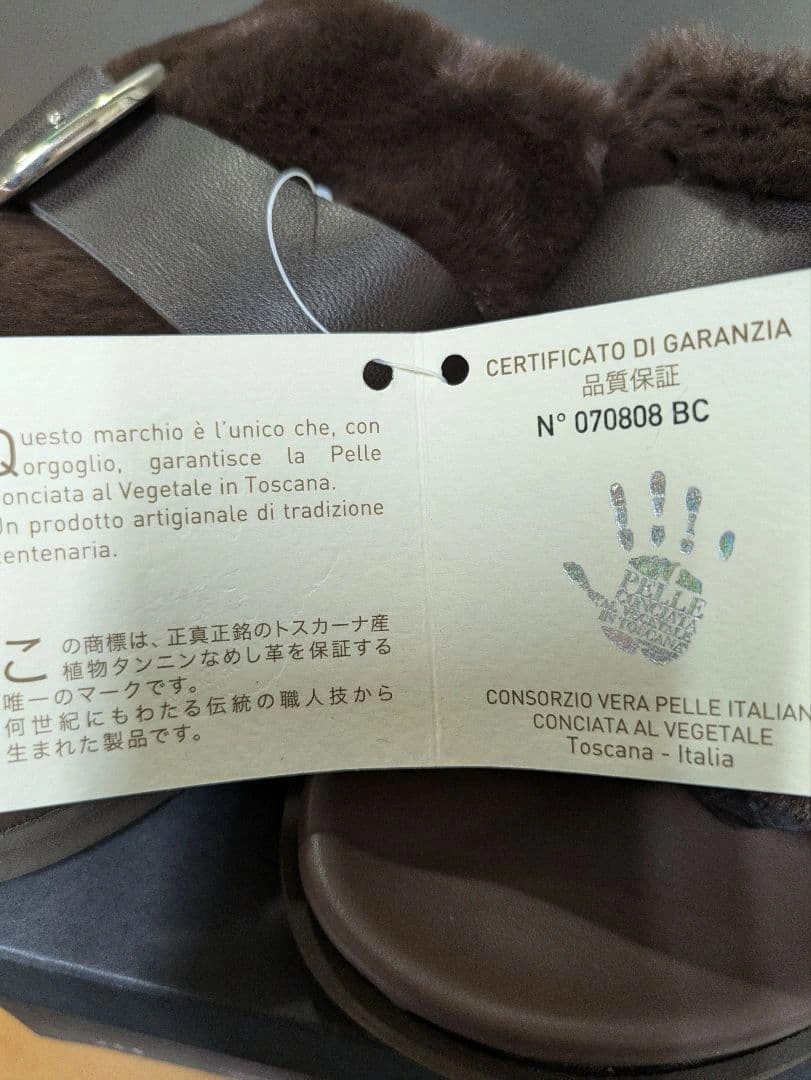 Questo marchio è l'unico che, con
orgoglio, garantisce la Pelle
Conciata al Vegetale in Toscana.
Un prodotto artigianale di tradizione
centenaria.
この商標は、正真正銘のトスカーナ産
植物タンニンなめし革を保証する
唯一のマークです。
何世紀にもわたる伝統の職人技から
生まれた製品です。
CERTIFICATO DI GARANZIA
品質保証
N° 070808 BC
PELLE
CONCIATA
AL VEGETALE
IN TOSCANA
CONSORZIO VERA PELLE ITALIAN
CONCIATA AL VEGETALE
Toscana - Italia